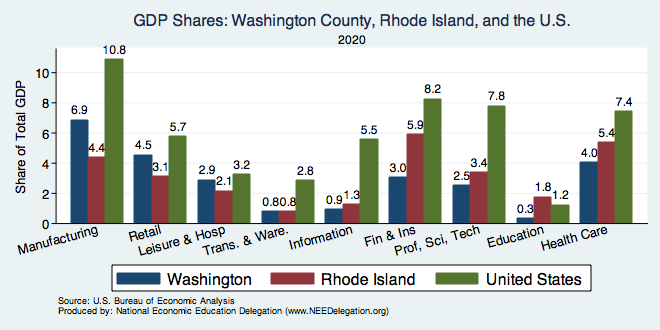 GDP Shares: Washington County, Rhode Island, and the U.S.
2020
Share of Total GDP
10
8
6
4
2
0
6.9 4.4 10.8
4.5 3.1 5.7
2.9 2.1 3.2
0.8 0.8 2.8
0.9 1.3 5.5
3.0 5.9 8.2
2.5 3.4 7.8
0.3 1.8 1.2
4.0 5.4 7.4
Manufacturing
Retail
Leisure & Hosp
Trans. & Ware.
Information
Fin & Ins
Prof, Sci, Tech
Education
Health Care
Washington Rhode Island United States
Source: U.S. Bureau of Economic Analysis
Produced by: National Economic Education Delegation (www.NEEDelegation.org)